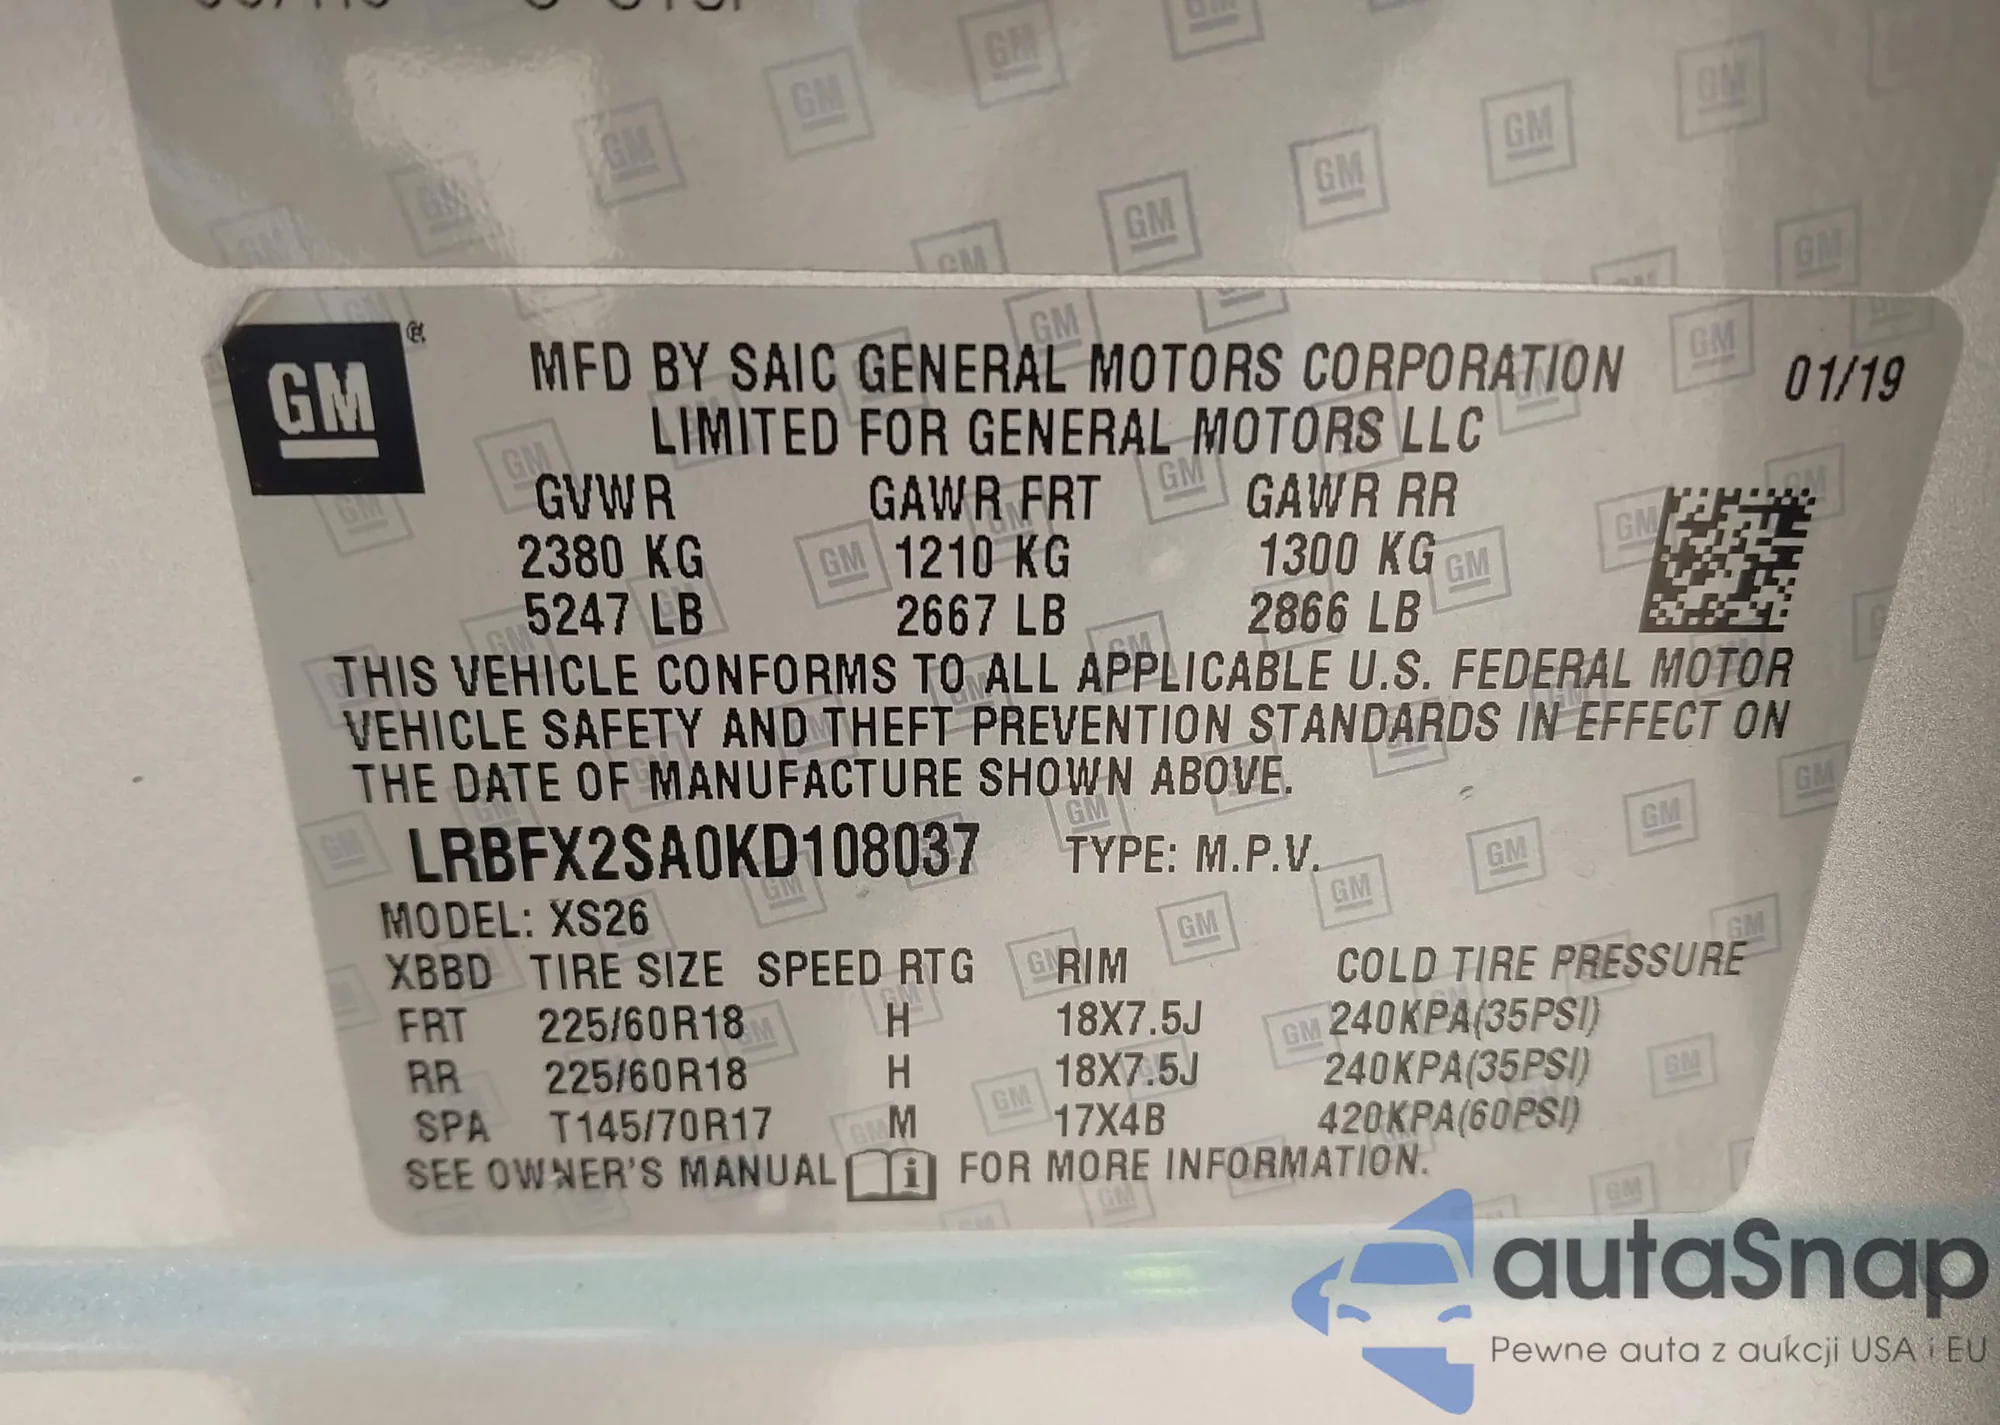 GM
MFD BY SAIC GENERAL MOTORS CORPORATION 01/19
LIMITED FOR GENERAL MOTORS LLC
GVWR GAWR FRT GAWR RR
2380 KG 1210 KG 1300 KG
5247 LB 2667 LB 2866 LB
THIS VEHICLE CONFORMS TO ALL APPLICABLE U.S. FEDERAL MOTOR
VEHICLE SAFETY AND THEFT PREVENTION STANDARDS IN EFFECT ON
THE DATE OF MANUFACTURE SHOWN ABOVE.
LRBFX2SA0KD108037 TYPE: M.P.V.
MODEL: XS26
XBBD TIRE SIZE SPEED RTG RIM COLD TIRE PRESSURE
FRT 225/60R18 H 18X7.5J 240KPA(35PSI)
RR 225/60R18 H 18X7.5J 240KPA(35PSI)
SPA T145/70R17 M 17X4B 420KPA(60PSI)
SEE OWNER'S MANUAL i FOR MORE INFORMATION.
autaSnap
Pewne auta z aukcji USA i EU